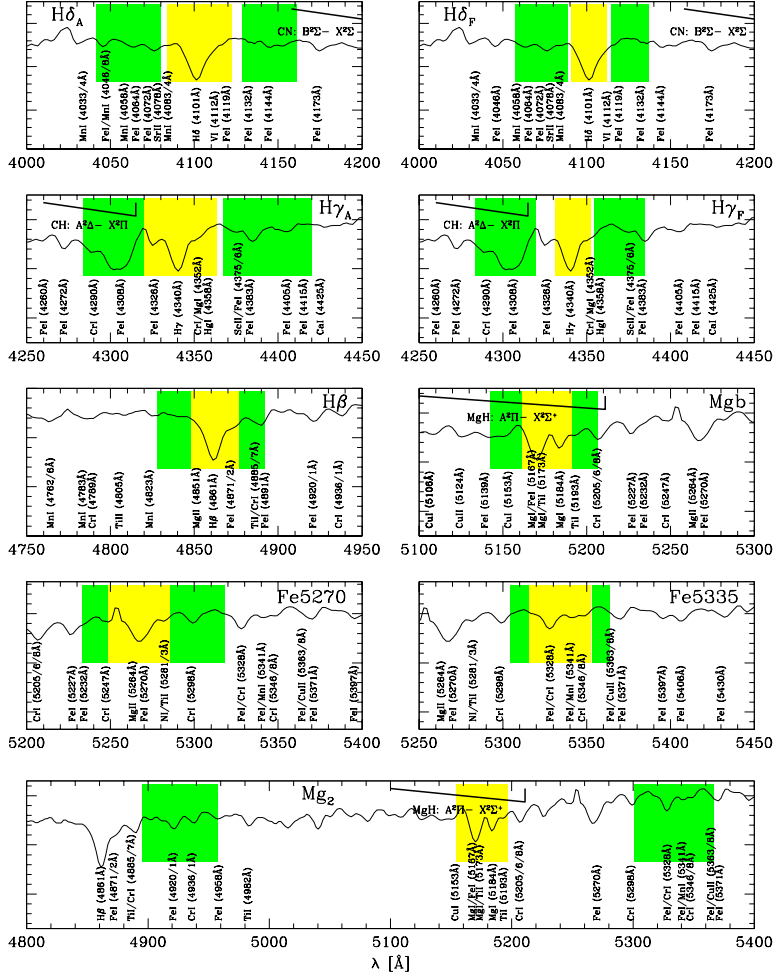 Hδ_A
CN: B²Σ− X²Σ
MnI (4033/4Å)
Fe/MnI (4046/8Å)
MnI (4056Å)
FeI (4064Å)
FeI (4072Å)
SrII (4078Å)
MnI (4083/4Å)
Hδ (4101Å)
VI (4112Å)
FeI (4119Å)
FeI (4132Å)
FeI (4144Å)
FeI (4173Å)
4000 4050 4100 4150 4200
Hδ_F
CN: B²Σ− X²Σ
MnI (4033/4Å)
FeI (4046Å)
MnI (4056Å)
FeI (4064Å)
FeI (4072Å)
SrII (4078Å)
MnI (4083/4Å)
Hδ (4101Å)
VI (4112Å)
FeI (4119Å)
FeI (4132Å)
FeI (4144Å)
FeI (4173Å)
4000 4050 4100 4150 4200
Hγ_A
CH: A²Δ− X²Π
FeI (4260Å)
FeI (4272Å)
CrI (4290Å)
FeI (4308Å)
FeI (4326Å)
Hγ (4340Å)
CrI/MgI (4352Å)
HgI (4358Å)
ScII/FeI (4375/6Å)
FeI (4383Å)
FeI (4405Å)
FeI (4415Å)
CaI (4425Å)
4250 4300 4350 4400 4450
Hγ_F
CH: A²Δ− X²Π
FeI (4260Å)
FeI (4272Å)
CrI (4290Å)
FeI (4308Å)
FeI (4326Å)
Hγ (4340Å)
CrI/MgI (4352Å)
HgI (4358Å)
ScII/FeI (4375/6Å)
FeI (4383Å)
FeI (4405Å)
FeI (4415Å)
CaI (4425Å)
4250 4300 4350 4400 4450
Hβ
MnI (4762/6Å)
MnI (4783Å)
CrI (4789Å)
TiII (4805Å)
MnI (4823Å)
MgII (4851Å)
Hβ (4861Å)
FeI (4871/2Å)
TiI/CrI (4885/7Å)
FeI (4891Å)
FeI (4920/1Å)
CrI (4936/1Å)
4750 4800 4850 4900 4950
Mgb
MgH: A²Π− X²Σ⁺
CuI (5106Å)
CuII (5124Å)
FeI (5139Å)
CuI (5153Å)
MgI/FeI (5167Å)
MgI/TiI (5173Å)
MgI (5184Å)
TiI (5193Å)
CrI (5205/6/8Å)
FeI (5227Å)
FeI (5232Å)
CrI (5247Å)
MgII (5264Å)
FeI (5270Å)
5100 5150 5200 5250 5300
Fe5270
CrI (5205/6/8Å)
FeI (5227Å)
FeI (5232Å)
CrI (5247Å)
MgII (5264Å)
FeI (5270Å)
NI/TiI (5281/3Å)
CrI (5298Å)
FeI/CrI (5328Å)
FeI/MnI (5341Å)
CrI (5346/8Å)
FeI/CuII (5363/8Å)
FeI (5371Å)
FeI (5397Å)
5200 5250 5300 5350 5400
Fe5335
MgII (5264Å)
FeI (5270Å)
NI/TiI (5281/3Å)
CrI (5298Å)
FeI/CrI (5328Å)
FeI/MnI (5341Å)
CrI (5346/8Å)
FeI/CuII (5363/8Å)
FeI (5371Å)
FeI (5397Å)
FeI (5406Å)
FeI (5430Å)
5250 5300 5350 5400 5450
Mg₂
MgH: A²Π− X²Σ⁺
Hβ (4861Å)
FeI (4871/2Å)
TiI/CrI (4885/7Å)
FeI (4920/1Å)
CrI (4936/1Å)
FeI (4958Å)
TiI (4982Å)
CuI (5153Å)
MgI/FeI (5167Å)
MgI/TiI (5173Å)
MgI (5184Å)
TiI (5193Å)
CrI (5205/6/8Å)
FeI (5270Å)
CrI (5298Å)
FeI/CrI (5328Å)
FeI/MnI (5341Å)
CrI (5346/8Å)
FeI/CuII (5363/8Å)
FeI (5371Å)
4800 4900 5000 5100 5200 5300 5400
λ [Å]